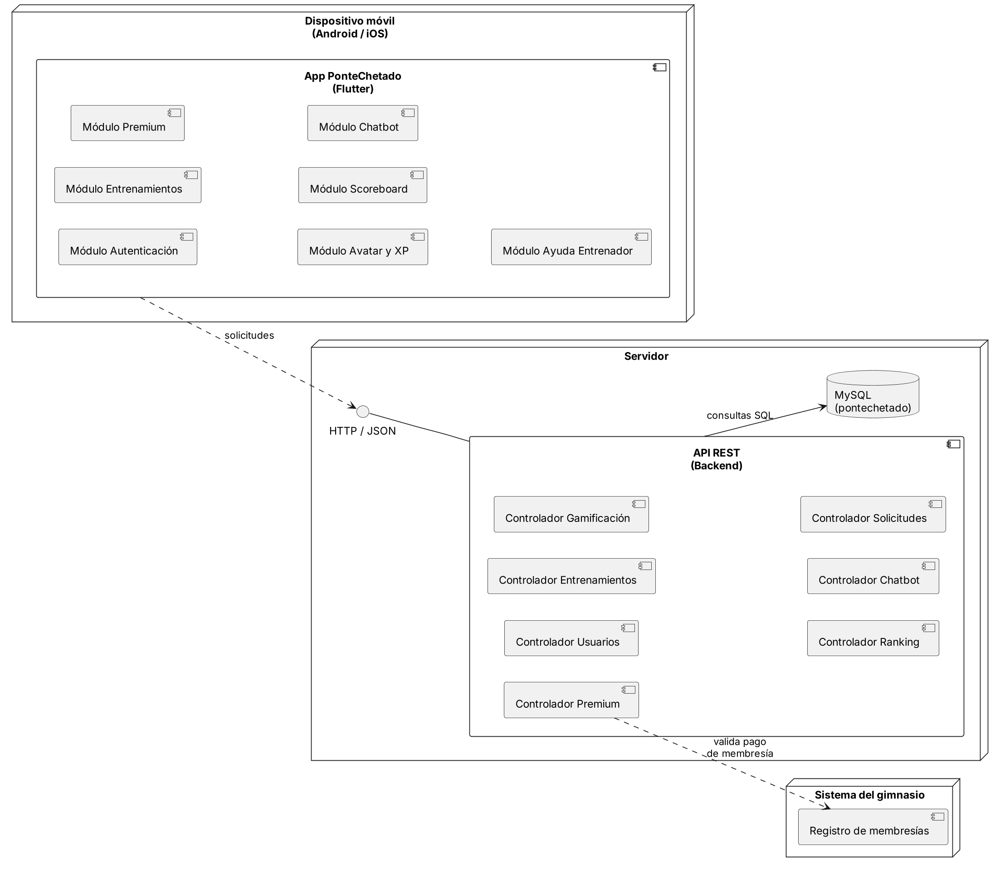 Dispositivo móvil
(Android / iOS)
App PonteChetado
(Flutter)
Módulo Premium
Módulo Chatbot
Módulo Entrenamientos
Módulo Scoreboard
Módulo Autenticación
Módulo Avatar y XP
Módulo Ayuda Entrenador
solicitudes
Servidor
MySQL
(pontechetado)
consultas SQL
HTTP / JSON
API REST
(Backend)
Controlador Gamificación
Controlador Solicitudes
Controlador Entrenamientos
Controlador Chatbot
Controlador Usuarios
Controlador Ranking
Controlador Premium
valida pago
de membresía
Sistema del gimnasio
Registro de membresías